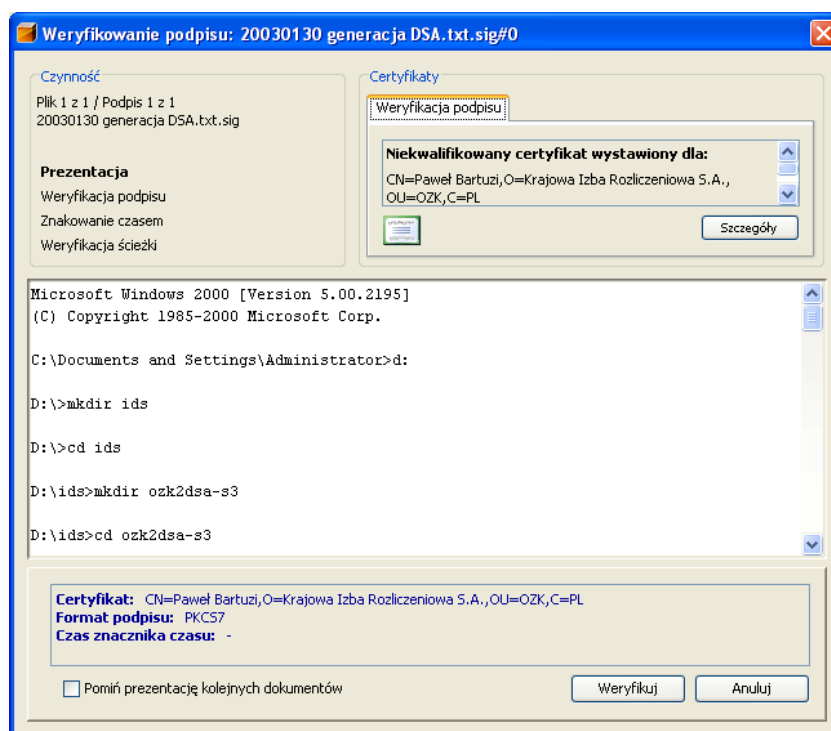 Weryfikowanie podpisu: 20030130 generacja DSA.txt.sig#0
Czynność
Plik 1 z 1 / Podpis 1 z 1
20030130 generacja DSA.txt.sig
Prezentacja
Weryfikacja podpisu
Znakowanie czasem
Weryfikacja ścieżki
Certyfikaty
Weryfikacja podpisu
Niekwalifikowany certyfikat wystawiony dla:
CN=Paweł Bartuzi,O=Krajowa Izba Rozliczeniowa S.A.,
OU=OZK,C=PL
Szczegóły
Microsoft Windows 2000 [Version 5.00.2195]
(C) Copyright 1985-2000 Microsoft Corp.
C:\Documents and Settings\Administrator>d:
D:\>mkdir ids
D:\>cd ids
D:\ids>mkdir ozk2dsa-s3
D:\ids>cd ozk2dsa-s3
Certyfikat: CN=Paweł Bartuzi,O=Krajowa Izba Rozliczeniowa S.A.,OU=OZK,C=PL
Format podpisu: PKCS7
Czas znacznika czasu: -
Pomiń prezentację kolejnych dokumentów
Weryfikuj
Anuluj